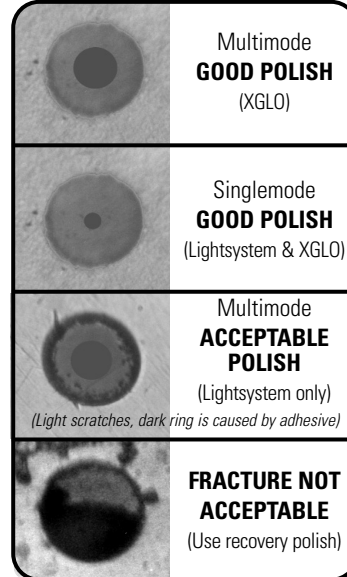 Multimode
GOOD POLISH
(XGLO)
Singlemode
GOOD POLISH
(Lightsystem & XGLO)
Multimode
ACCEPTABLE
POLISH
(Lightsystem only)
(Light scratches, dark ring is caused by adhesive)
FRACTURE NOT
ACCEPTABLE
(Use recovery polish)